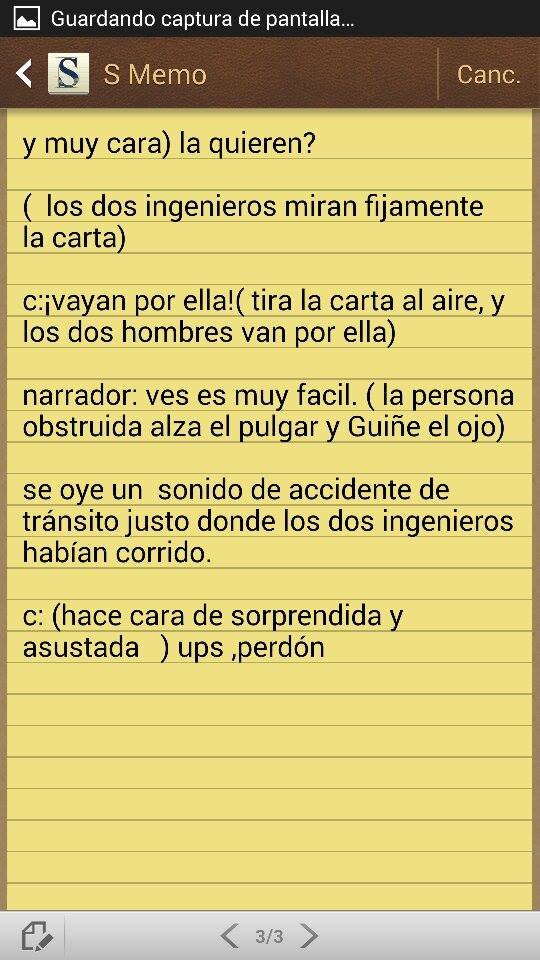 Guardando captura de pantalla...
S S Memo Canc.
y muy cara) la quieren?
(  los dos ingenieros miran fijamente
la carta)
c:¡vayan por ella!( tira la carta al aire, y
los dos hombres van por ella)
narrador: ves es muy facil. ( la persona
obstruida alza el pulgar y Guiñe el ojo)
se oye un  sonido de accidente de
tránsito justo donde los dos ingenieros
habían corrido.
c: (hace cara de sorprendida y
asustada   ) ups ,perdón
3/3